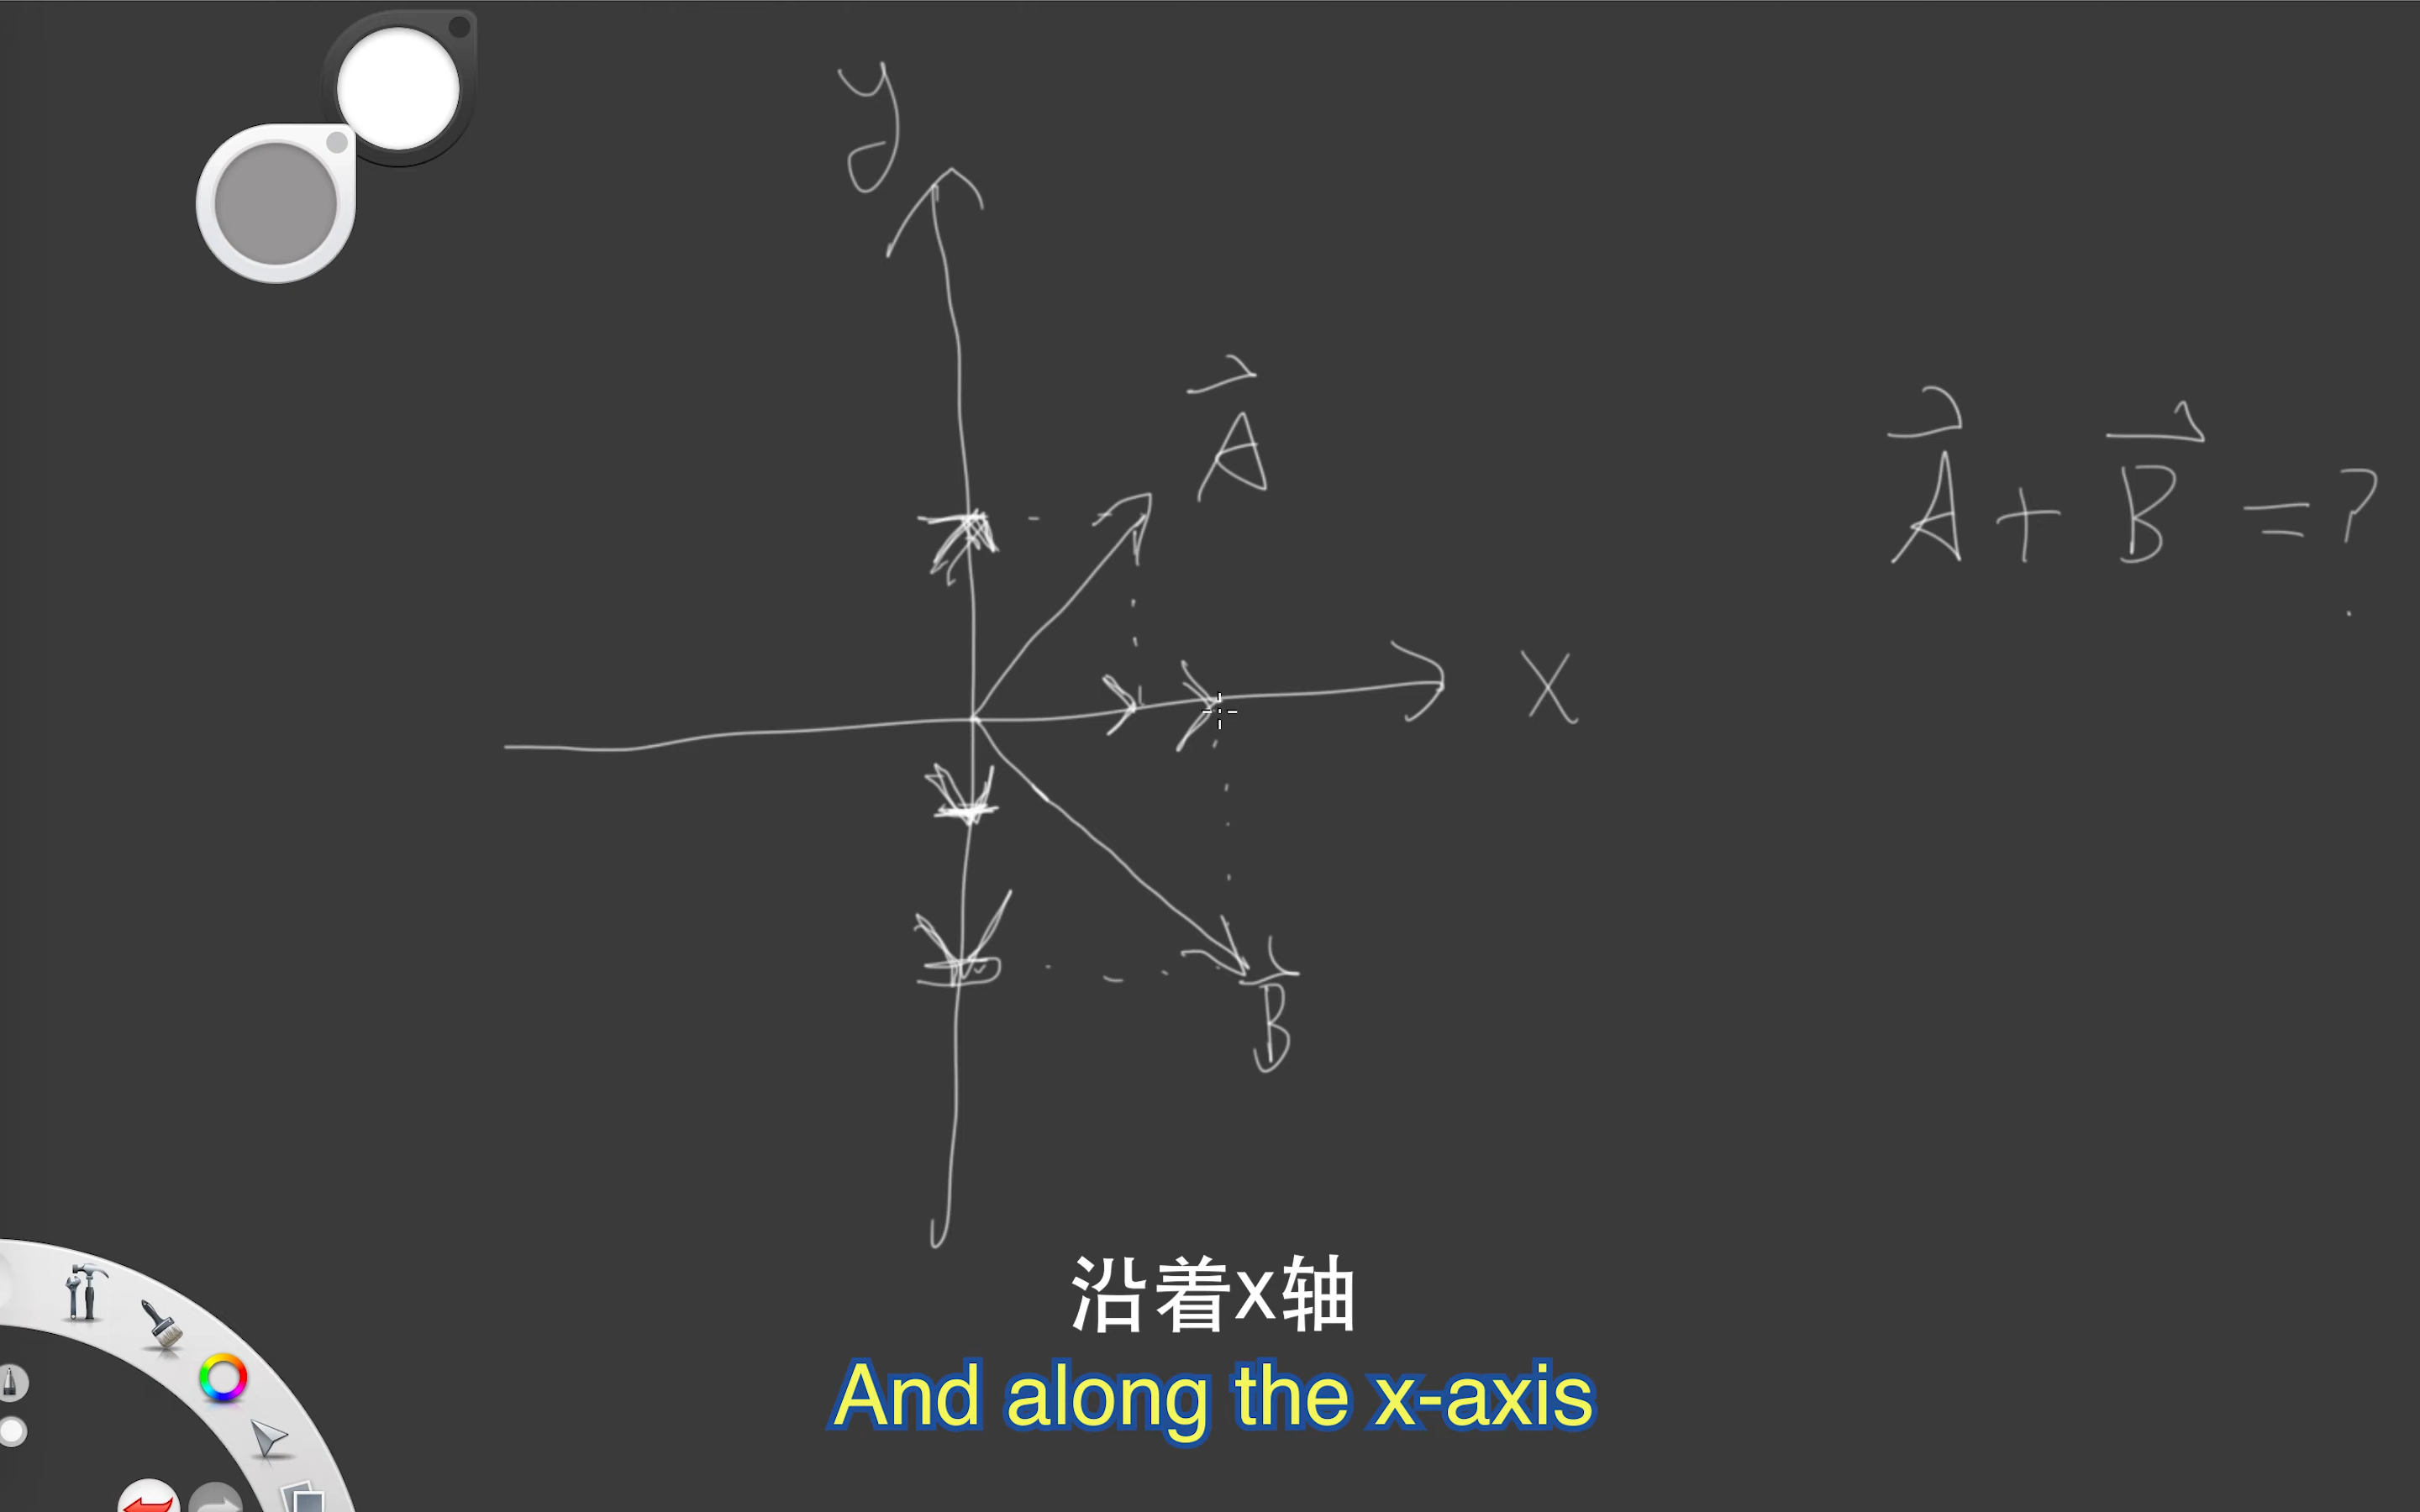 y
A
A + B = ?
x
B
沿着x轴
And along the x-axis